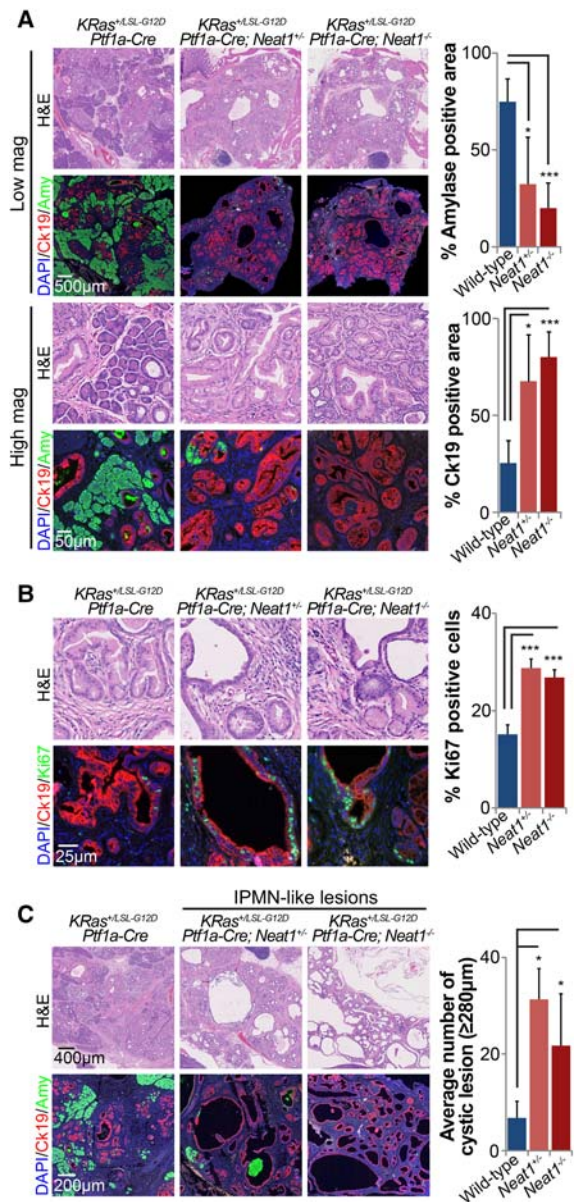 A
KRas+/LSL-G12D
Ptf1a-Cre
KRas+/LSL-G12D
Ptf1a-Cre; Neat1+/-
KRas+/LSL-G12D
Ptf1a-Cre; Neat1-/-
Low mag
H&E
DAPI/Ck19/Amy
500µm
High mag
H&E
DAPI/Ck19/Amy
50µm
% Amylase positive area
100
50
0
*
***
Wild-type
Neat1+/-
Neat1-/-
% Ck19 positive area
100
50
0
*
***
Wild-type
Neat1+/-
Neat1-/-
B
KRas+/LSL-G12D
Ptf1a-Cre
KRas+/LSL-G12D
Ptf1a-Cre; Neat1+/-
KRas+/LSL-G12D
Ptf1a-Cre; Neat1-/-
H&E
DAPI/Ck19/Ki67
25µm
% Ki67 positive cells
40
20
0
***
***
Wild-type
Neat1+/-
Neat1-/-
C
IPMN-like lesions
KRas+/LSL-G12D
Ptf1a-Cre
KRas+/LSL-G12D
Ptf1a-Cre; Neat1+/-
KRas+/LSL-G12D
Ptf1a-Cre; Neat1-/-
H&E
400µm
DAPI/Ck19/Amy
200µm
Average number of
cystic lesion (≥280µm)
40
20
0
*
*
Wild-type
Neat1+/-
Neat1-/-